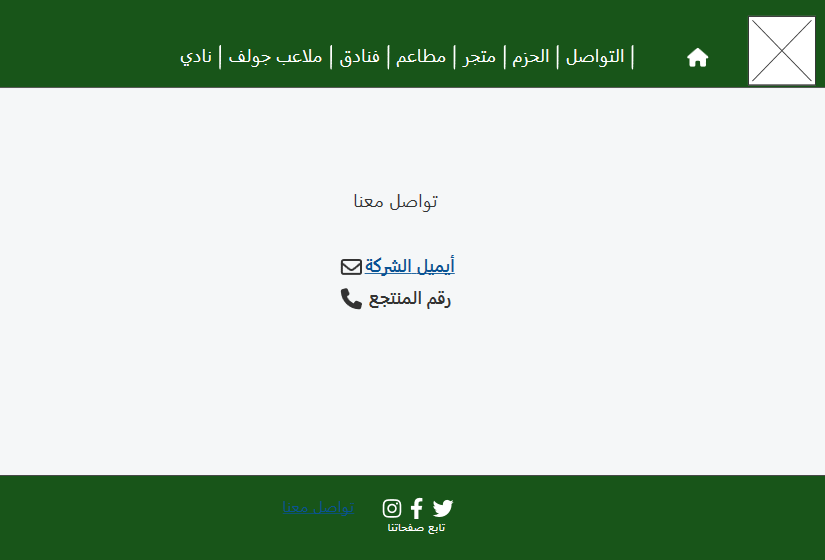 | التواصل | الحزم | متجر | مطاعم | فنادق | ملاعب جولف | نادي
تواصل معنا
أيميل الشركة
رقم المنتجع
تواصل معنا
تابع صفحاتنا